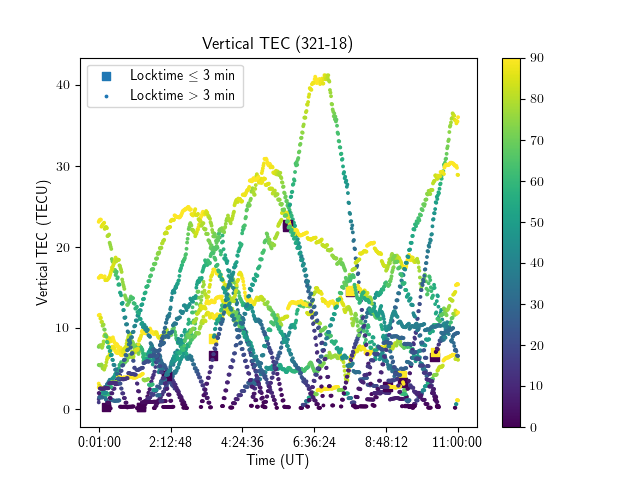 Vertical TEC (321-18)
Locktime ≤ 3 min
Locktime > 3 min
Vertical TEC (TECU)
40
30
20
10
0
0:01:00 2:12:48 4:24:36 6:36:24 8:48:12 11:00:00
Time (UT)
90
80
70
60
50
40
30
20
10
0